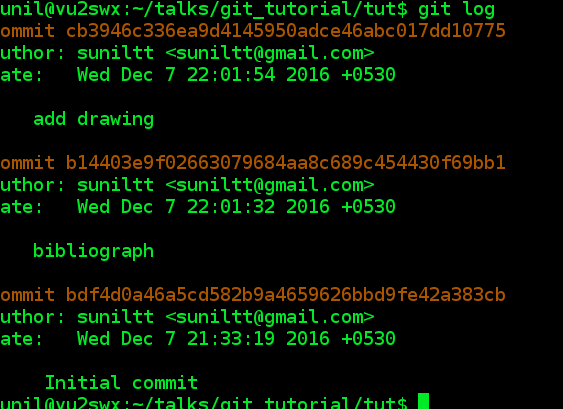 unil@vu2swx:~/talks/git_tutorial/tut$ git log
ommit cb3946c336ea9d4145950adce46abc017dd10775
uthor: suniltt <suniltt@gmail.com>
ate:   Wed Dec 7 22:01:54 2016 +0530
add drawing
ommit b14403e9f02663079684aa8c689c454430f69bb1
uthor: suniltt <suniltt@gmail.com>
ate:   Wed Dec 7 22:01:32 2016 +0530
bibliograph
ommit bdf4d0a46a5cd582b9a4659626bbd9fe42a383cb
uthor: suniltt <suniltt@gmail.com>
ate:   Wed Dec 7 21:33:19 2016 +0530
Initial commit
unil@vu2swx:~/talks/git_tutorial/tut$